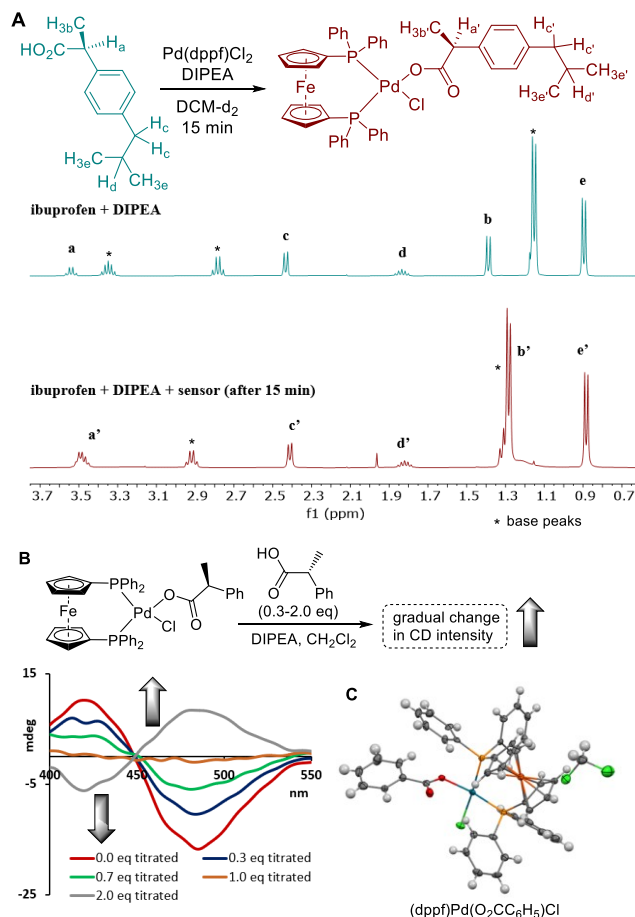 A
H3b
HO2C
Ha
Hc
Hc
H3C
Hd
CH3e
Pd(dppf)Cl2
DIPEA
DCM-d2
15 min
Ph
Ph
P
Fe
P
Ph
Ph
Pd
Cl
O
O
H3b'
Ha'
Hc'
Hc'
CH3e'
H3Ce'
Hd'
ibuprofen + DIPEA
a
*
*
c
d
b
*
e
ibuprofen + DIPEA + sensor (after 15 min)
a'
*
c'
d'
*
b'
e'
3.7 3.5 3.3 3.1 2.9 2.7 2.5 2.3 2.1 1.9 1.7 1.5 1.3 1.1 0.9 0.7
f1 (ppm)
* base peaks
B
PPh2
Fe
PPh2
Pd
Cl
O
O
Ph
HO
O
Ph
(0.3-2.0 eq)
DIPEA, CH2Cl2
gradual change
in CD intensity
15
mdeg
-5
-25
400 450 500 550
nm
0.0 eq titrated
0.3 eq titrated
0.7 eq titrated
1.0 eq titrated
2.0 eq titrated
C
(dppf)Pd(O2CC6H5)Cl